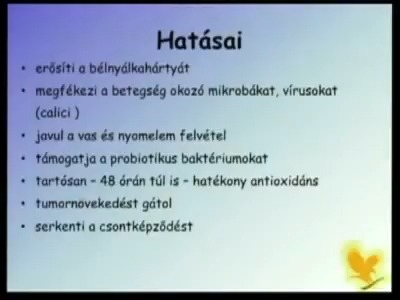 Hatásai
• erősíti a bélnyálkahártyát
• megfékezi a betegség okozó mikrobákat, vírusokat
(calici )
• javul a vas és nyomelem felvétel
• támogatja a probiotikus baktériumokat
• tartósan - 48 órán túl is - hatékony antioxidáns
• tumornövekedést gátol
• serkenti a csontképződést